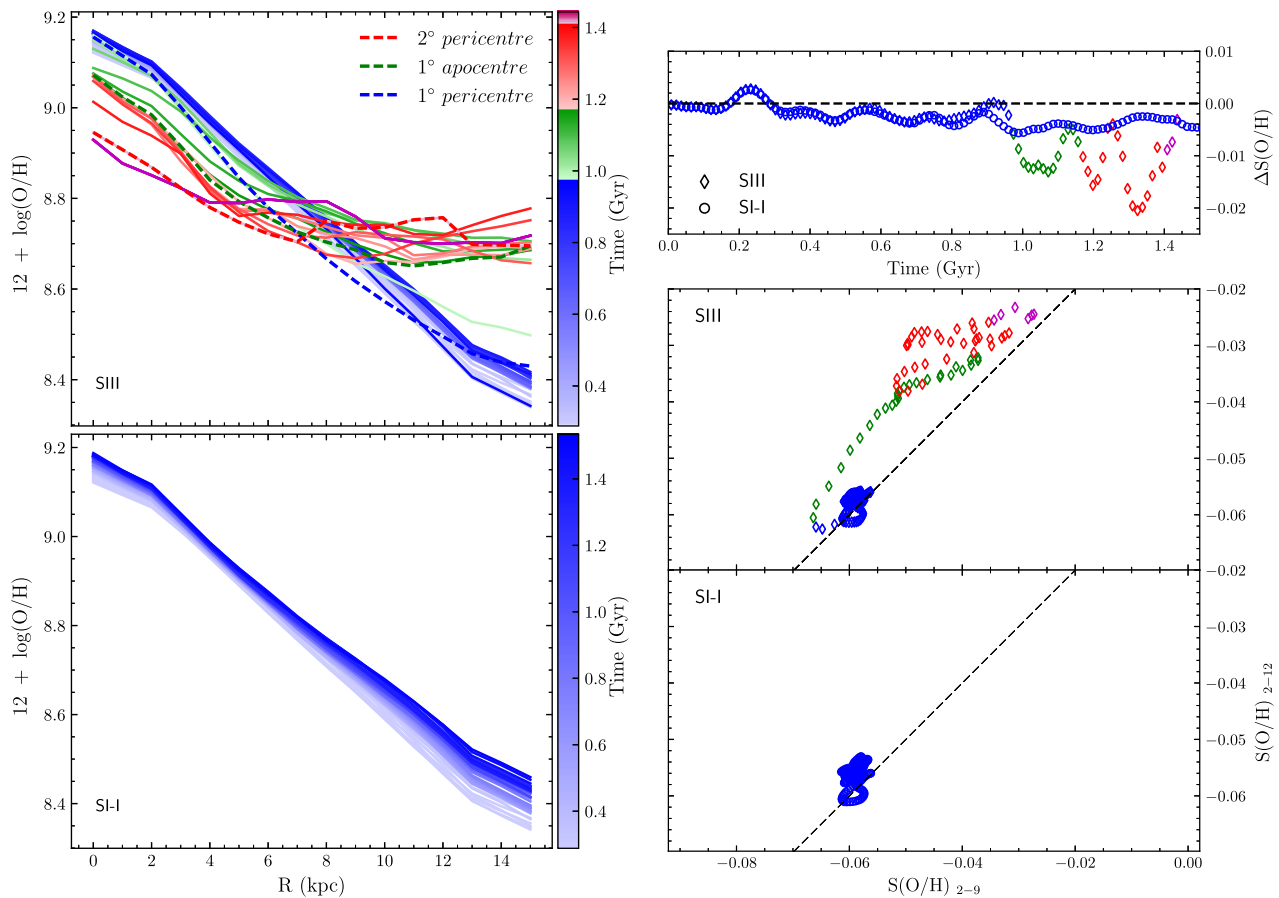 9.2
9.0
8.8
8.6
8.4
12 + log(O/H)
2° pericentre
1° apocentre
1° pericentre
SIII
1.4
1.2
1.0
0.8
0.6
0.4
Time (Gyr)
9.2
9.0
8.8
8.6
8.4
12 + log(O/H)
SI-I
0 2 4 6 8 10 12 14
R (kpc)
1.4
1.2
1.0
0.8
0.6
0.4
Time (Gyr)
0.01
0.00
−0.01
−0.02
ΔS(O/H)
SIII
SI-I
0.0 0.2 0.4 0.6 0.8 1.0 1.2 1.4
Time (Gyr)
SIII
−0.02
−0.03
−0.04
−0.05
−0.06
−0.02
SI-I
−0.03
−0.04
−0.05
−0.06
S(O/H) 2−12
−0.08 −0.06 −0.04 −0.02 0.00
S(O/H) 2−9